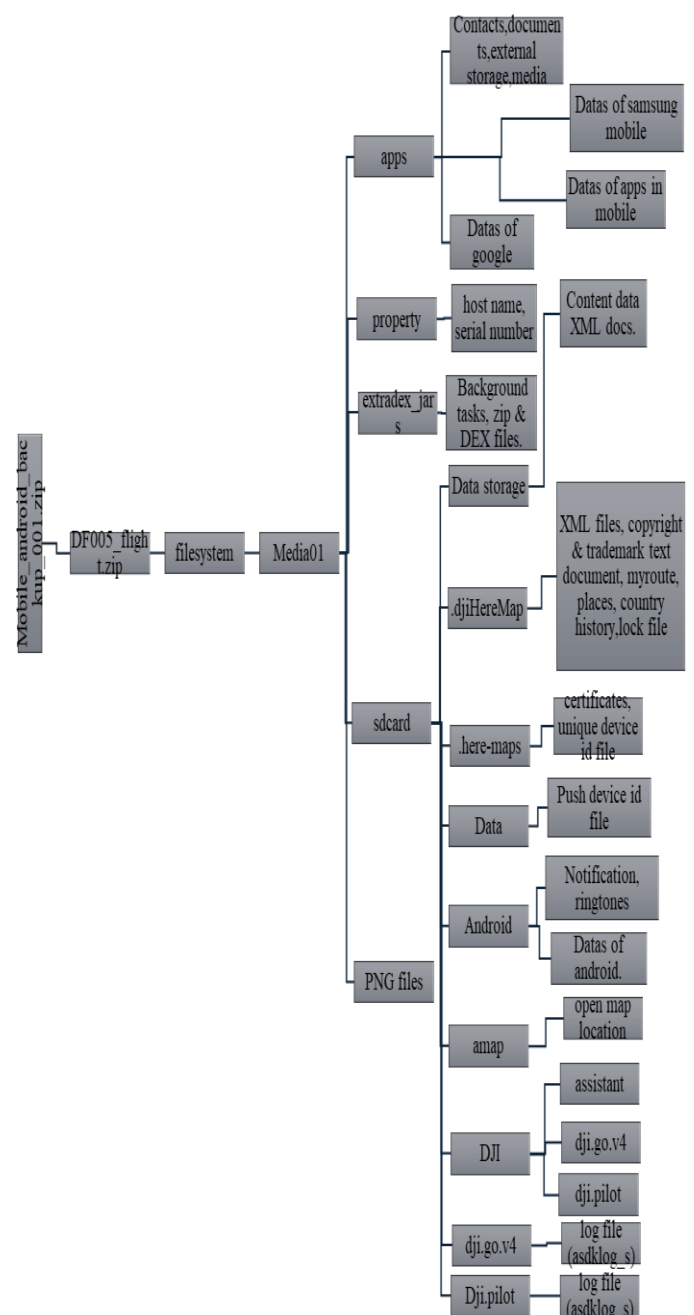 Mobile_android_bac
kup_001.zip
DF005_fligh
t.zip
filesystem
Media01
apps
Contacts,documen
ts,external
storage,media
Datas of samsung
mobile
Datas of apps in
mobile
Datas of
google
property
host name,
serial number
extradex_jar
s
Background
tasks, zip &
DEX files.
sdcard
Data storage
Content data
XML docs.
.djiHereMap
XML files, copyright
& trademark text
document, myroute,
places, country
history,lock file
.here-maps
certificates,
unique device
id file
Data
Push device id
file
Android
Notification,
ringtones
Datas of
android.
amap
open map
location
DJI
assistant
dji.go.v4
dji.pilot
dji.go.v4
log file
(asdklog_s)
Dji.pilot
log file
(asdklog_s)
PNG files